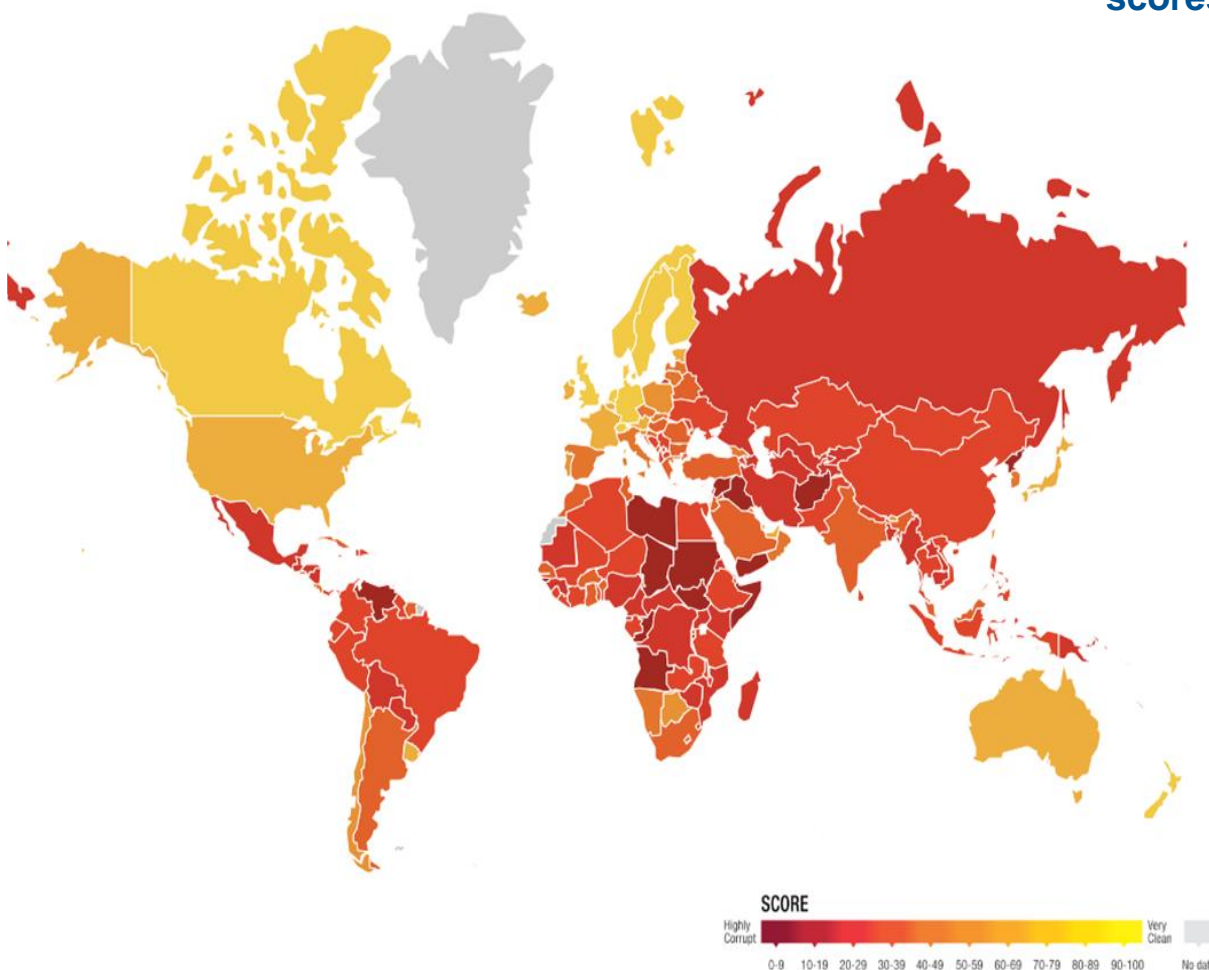 scores
SCORE
Highly
Corrupt
Very
Clean
0-9 10-19 20-29 30-39 40-49 50-59 60-69 70-79 80-89 90-100 No dat